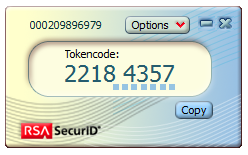 000209896979 Options
Tokencode:
2218 4357
Copy
RSA SecurID®